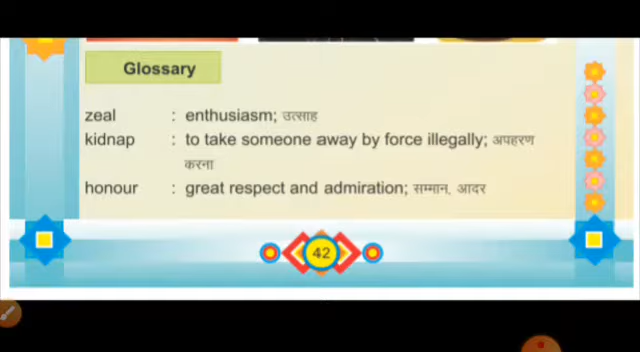 Glossary
zeal : enthusiasm; उत्साह
kidnap : to take someone away by force illegally; अपहरण
करना
honour : great respect and admiration; सम्मान, आदर
42